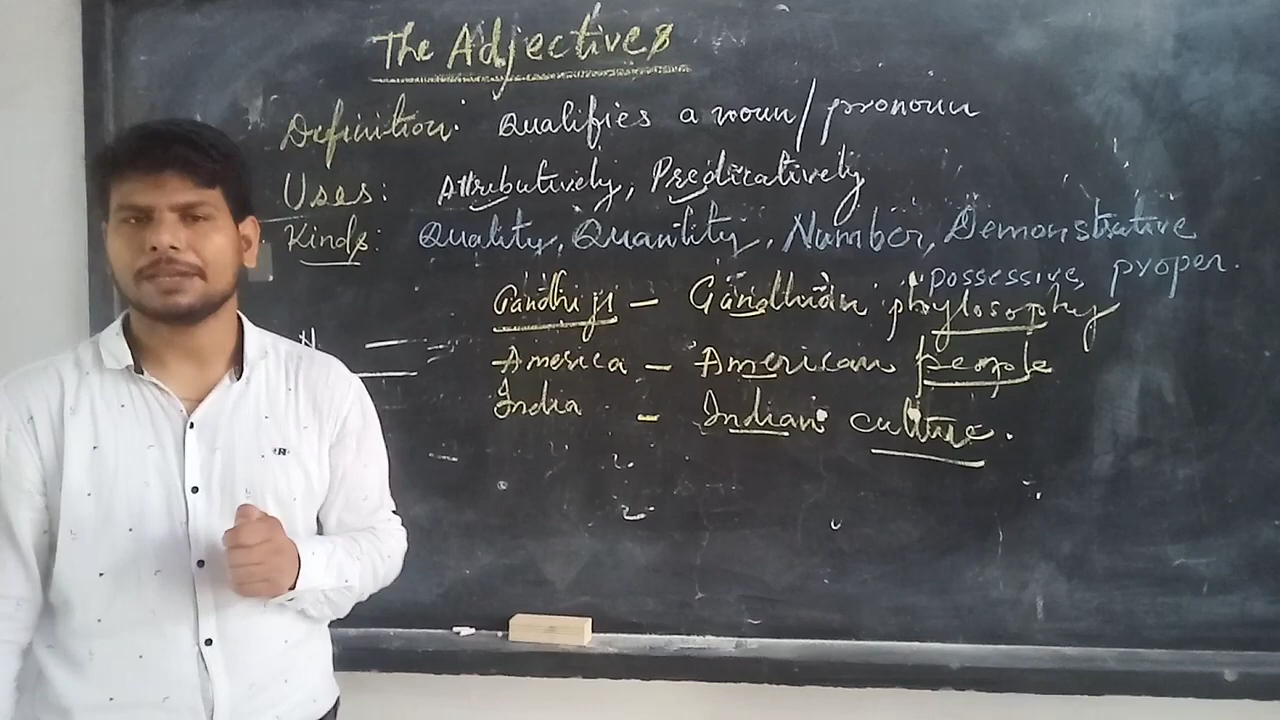 The Adjectives
Definition: Qualifies a noun/pronoun
Uses: Attributively, Predicatively
Kinds: Quality, Quantity, Number, Demonstrative
possessive, proper.
Gandhiji - Gandhian phylosophy
America - American people
India - Indian culture.